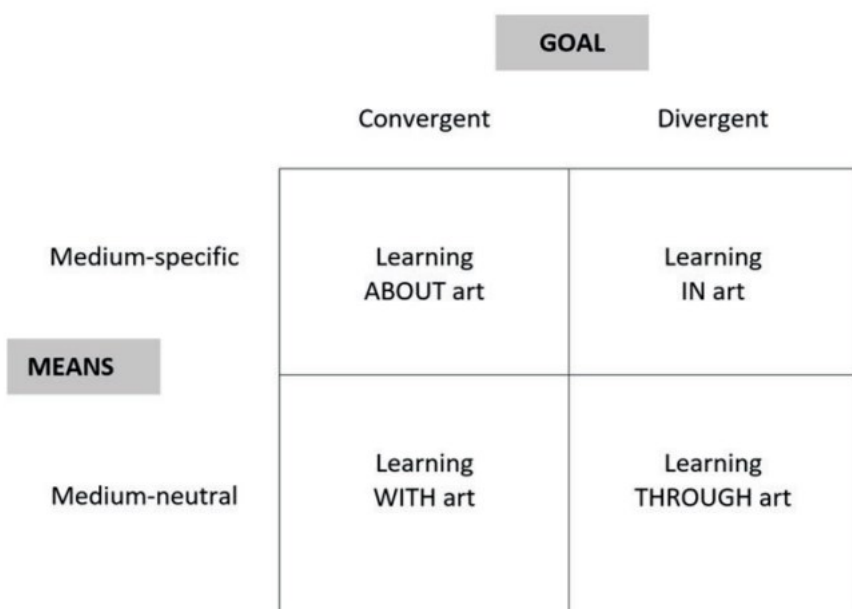 GOAL
Convergent
Divergent
Medium-specific
Learning
ABOUT art
Learning
IN art
MEANS
Medium-neutral
Learning
WITH art
Learning
THROUGH art